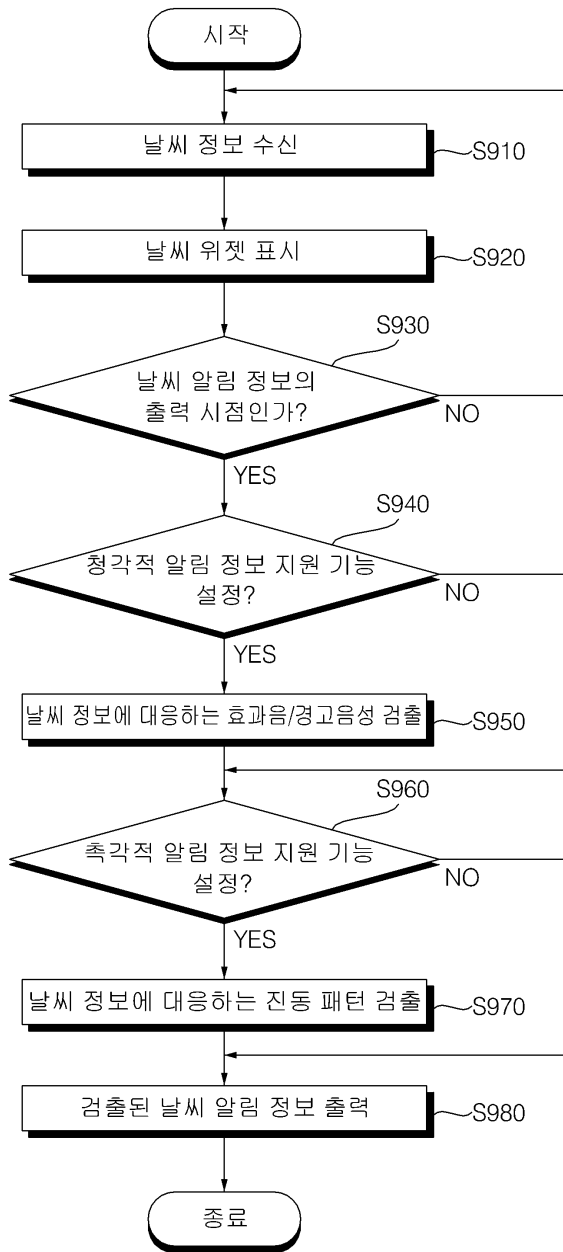 시작
날씨 정보 수신
S910
날씨 위젯 표시
S920
S930
날씨 알림 정보의
출력 시점인가?
NO
YES
S940
청각적 알림 정보 지원 기능
설정?
NO
YES
날씨 정보에 대응하는 효과음/경고음성 검출
S950
S960
촉각적 알림 정보 지원 기능
설정?
NO
YES
날씨 정보에 대응하는 진동 패턴 검출
S970
검출된 날씨 알림 정보 출력
S980
종료